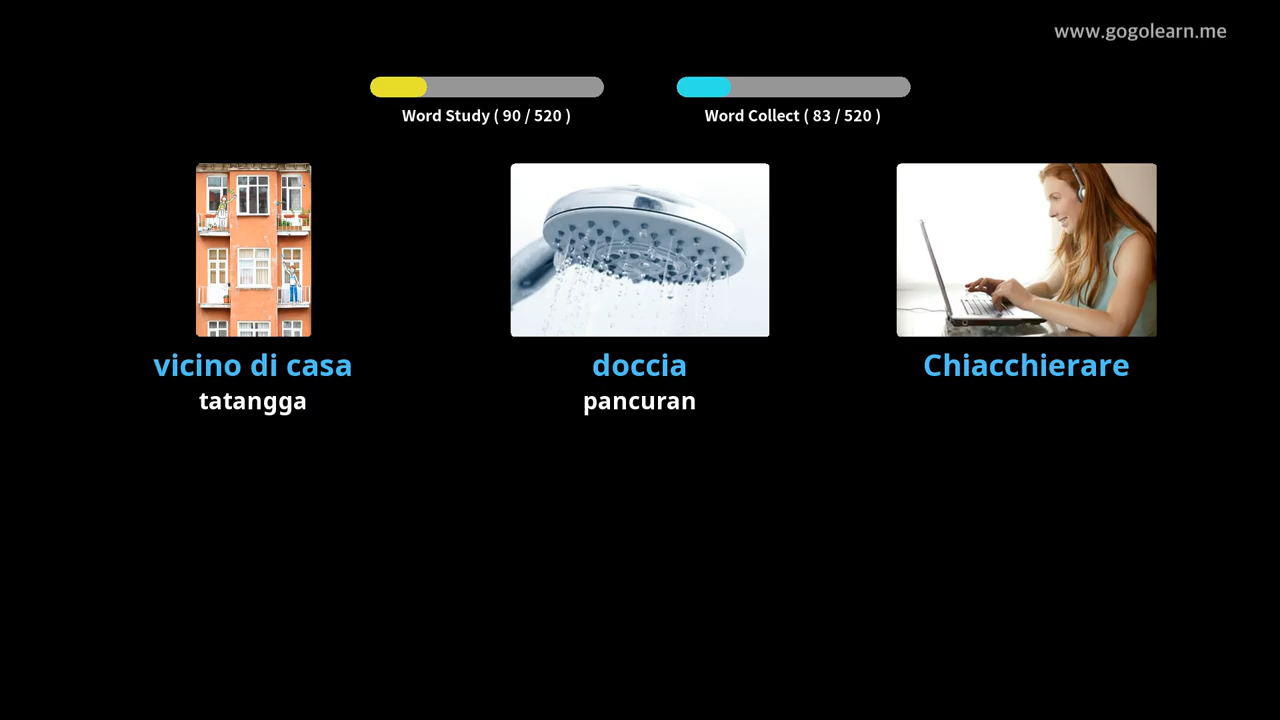 www.gogolearn.me
Word Study ( 90 / 520 )
Word Collect ( 83 / 520 )
vicino di casa
tatangga
doccia
pancuran
Chiacchierare